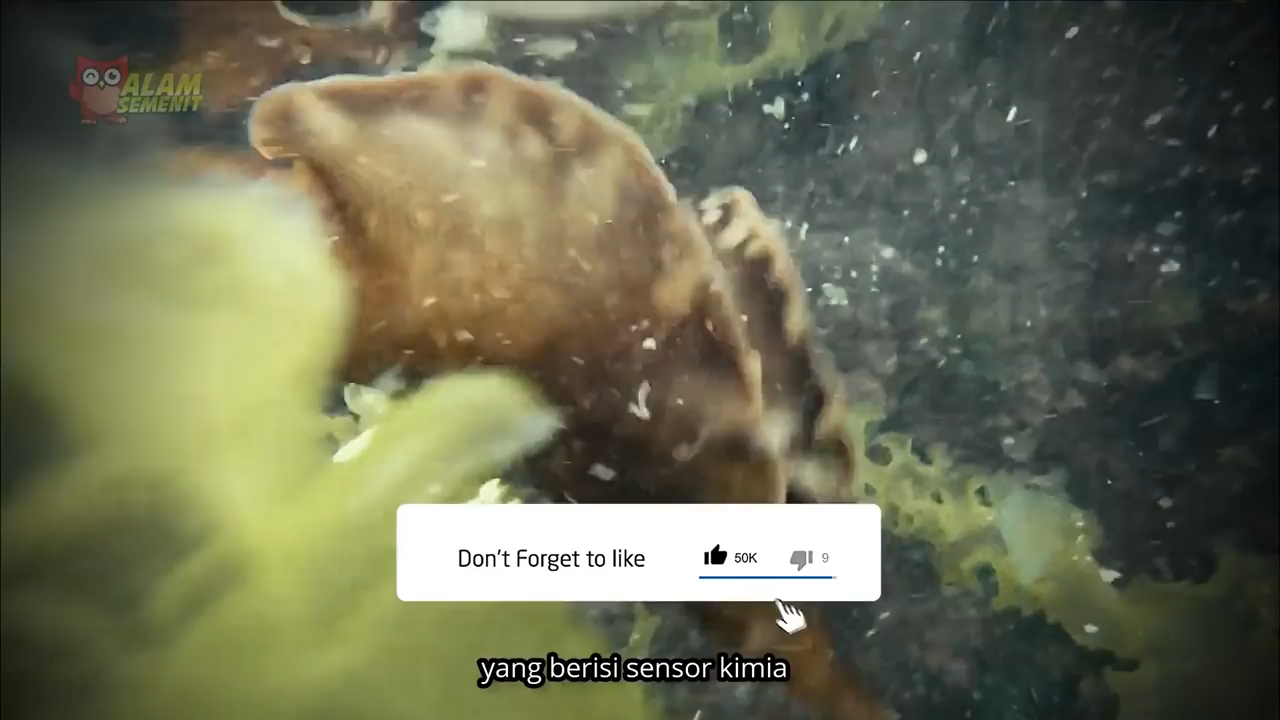 ALAM
SEMENIT
Don't Forget to like
50K
9
yang berisi sensor kimia